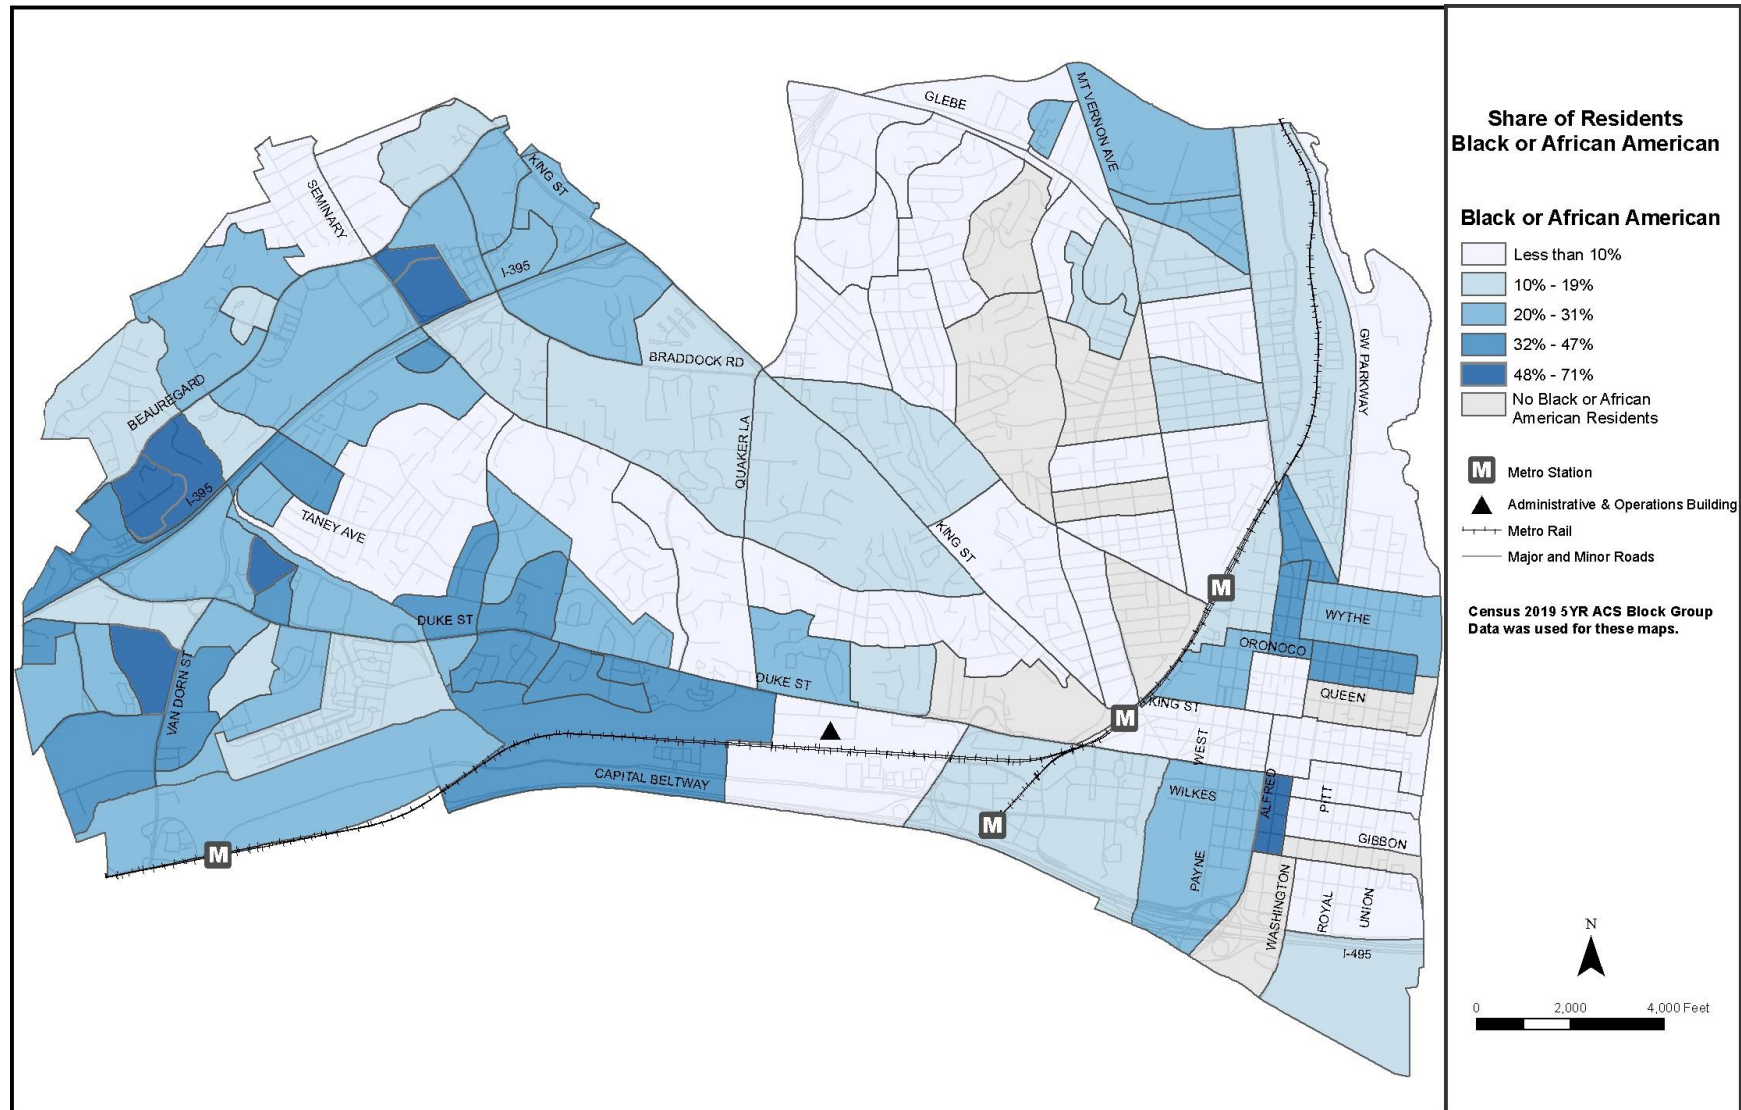 GLEBE
MT VERNON AVE
KING ST
SEMINARY
I-395
BRADDOCK RD
GW PARKWAY
BEAUREGARD
QUAKER LA
I-395
TANEY AVE
KING ST
M
WYTHE
DUKE ST
ORONOCO
DUKE ST
QUEEN
VAN DORN ST
KING ST
M
WEST
CAPITAL BELTWAY
WILKES
ALFRED
PITT
M
GIBBON
M
PAYNE
WASHINGTON
ROYAL
UNION
I-495
Share of Residents
Black or African American
Black or African American
Less than 10%
10% - 19%
20% - 31%
32% - 47%
48% - 71%
No Black or African
American Residents
M Metro Station
Administrative & Operations Building
Metro Rail
Major and Minor Roads
Census 2019 5YR ACS Block Group
Data was used for these maps.
N
0 2,000 4,000 Feet